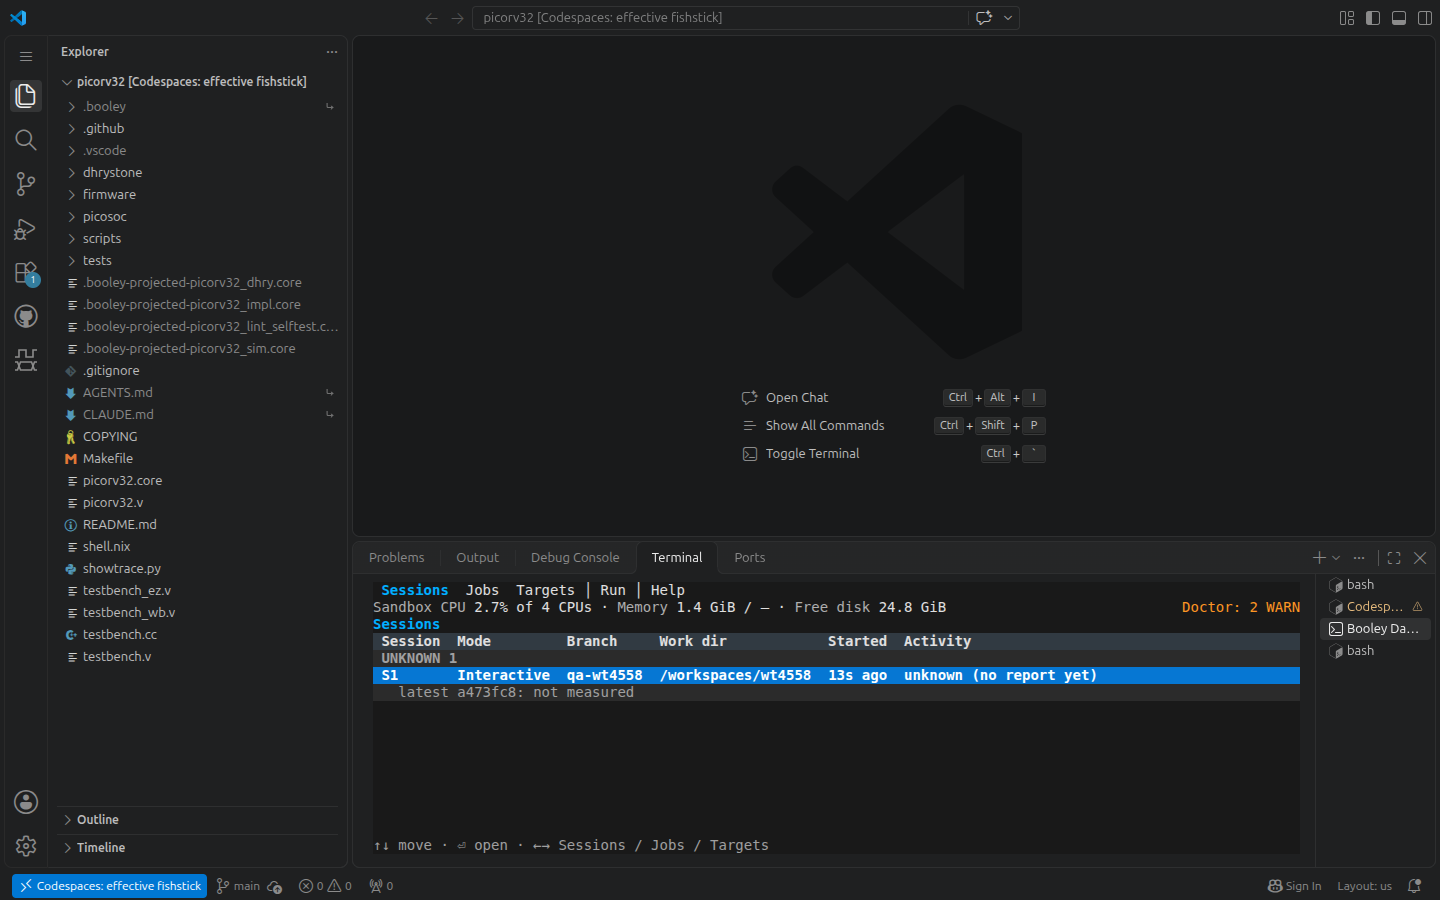 picorv32 [Codespaces: effective fishstick]
Explorer
picorv32 [Codespaces: effective fishstick]
.booley
.github
.vscode
dhrystone
firmware
picosoc
scripts
tests
.booley-projected-picorv32_dhry.core
.booley-projected-picorv32_impl.core
.booley-projected-picorv32_lint_selftest.c...
.booley-projected-picorv32_sim.core
.gitignore
AGENTS.md
CLAUDE.md
COPYING
Makefile
picorv32.core
picorv32.v
README.md
shell.nix
showtrace.py
testbench_ez.v
testbench_wb.v
testbench.cc
testbench.v
Outline
Timeline
1
Open Chat Ctrl + Alt + I
Show All Commands Ctrl + Shift + P
Toggle Terminal Ctrl + `
Problems Output Debug Console Terminal Ports
Sessions Jobs Targets | Run | Help
Sandbox CPU 2.7% of 4 CPUs · Memory 1.4 GiB / — · Free disk 24.8 GiB Doctor: 2 WARN
Sessions
Session Mode Branch Work dir Started Activity
UNKNOWN 1
S1 Interactive qa-wt4558 /workspaces/wt4558 13s ago unknown (no report yet)
latest a473fc8: not measured
↑↓ move · ⏎ open · ←→ Sessions / Jobs / Targets
bash
Codesp...
Booley Da...
bash
Codespaces: effective fishstick main 0 0 0 Sign In Layout: us